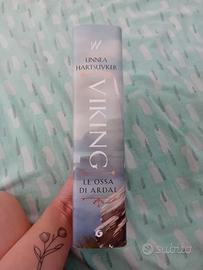 W
LINNEA
HARTSUYKER
VIKING
LE OSSA
DI ARDAL
G
subito